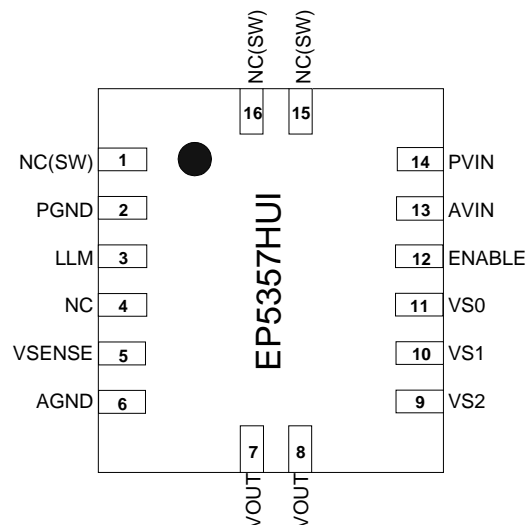 NC(SW)
NC(SW)
16
15
NC(SW)
1
14
PVIN
PGND
2
13
AVIN
LLM
3
12
ENABLE
NC
4
11
VS0
VSENSE
5
10
VS1
AGND
6
9
VS2
EP5357HUI
7
8
VOUT
VOUT